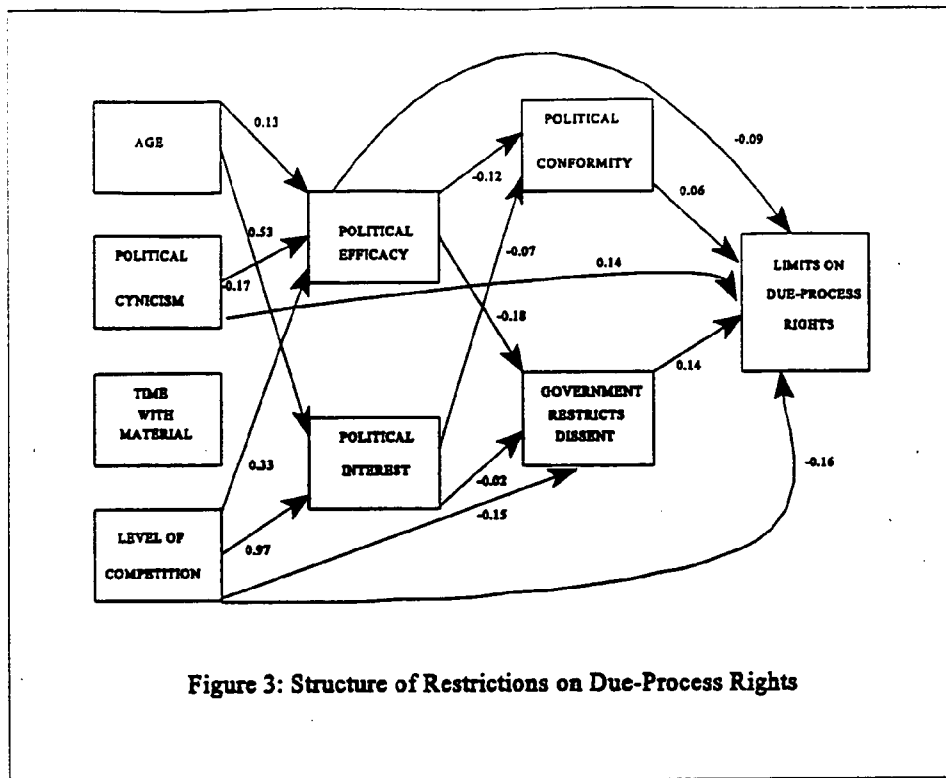 AGE
POLITICAL
CYNICISM
TIME
WITH
MATERIAL
LEVEL OF
COMPETITION
0.13
0.53
-0.17
0.33
0.97
POLITICAL
EFFICACY
POLITICAL
INTEREST
-0.12
-0.07
0.14
-0.18
-0.02
-0.15
POLITICAL
CONFORMITY
GOVERNMENT
RESTRICTS
DISSENT
-0.09
0.06
0.14
-0.16
LIMITS ON
DUE-PROCESS
RIGHTS
Figure 3: Structure of Restrictions on Due-Process Rights